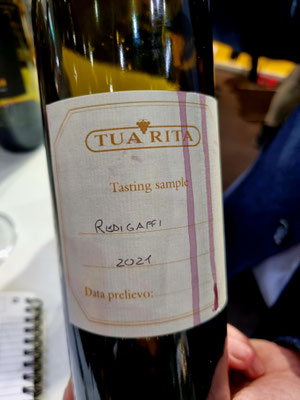 TUA RITA
Tasting sample
REDIGAFFI
2021
Data prelievo: